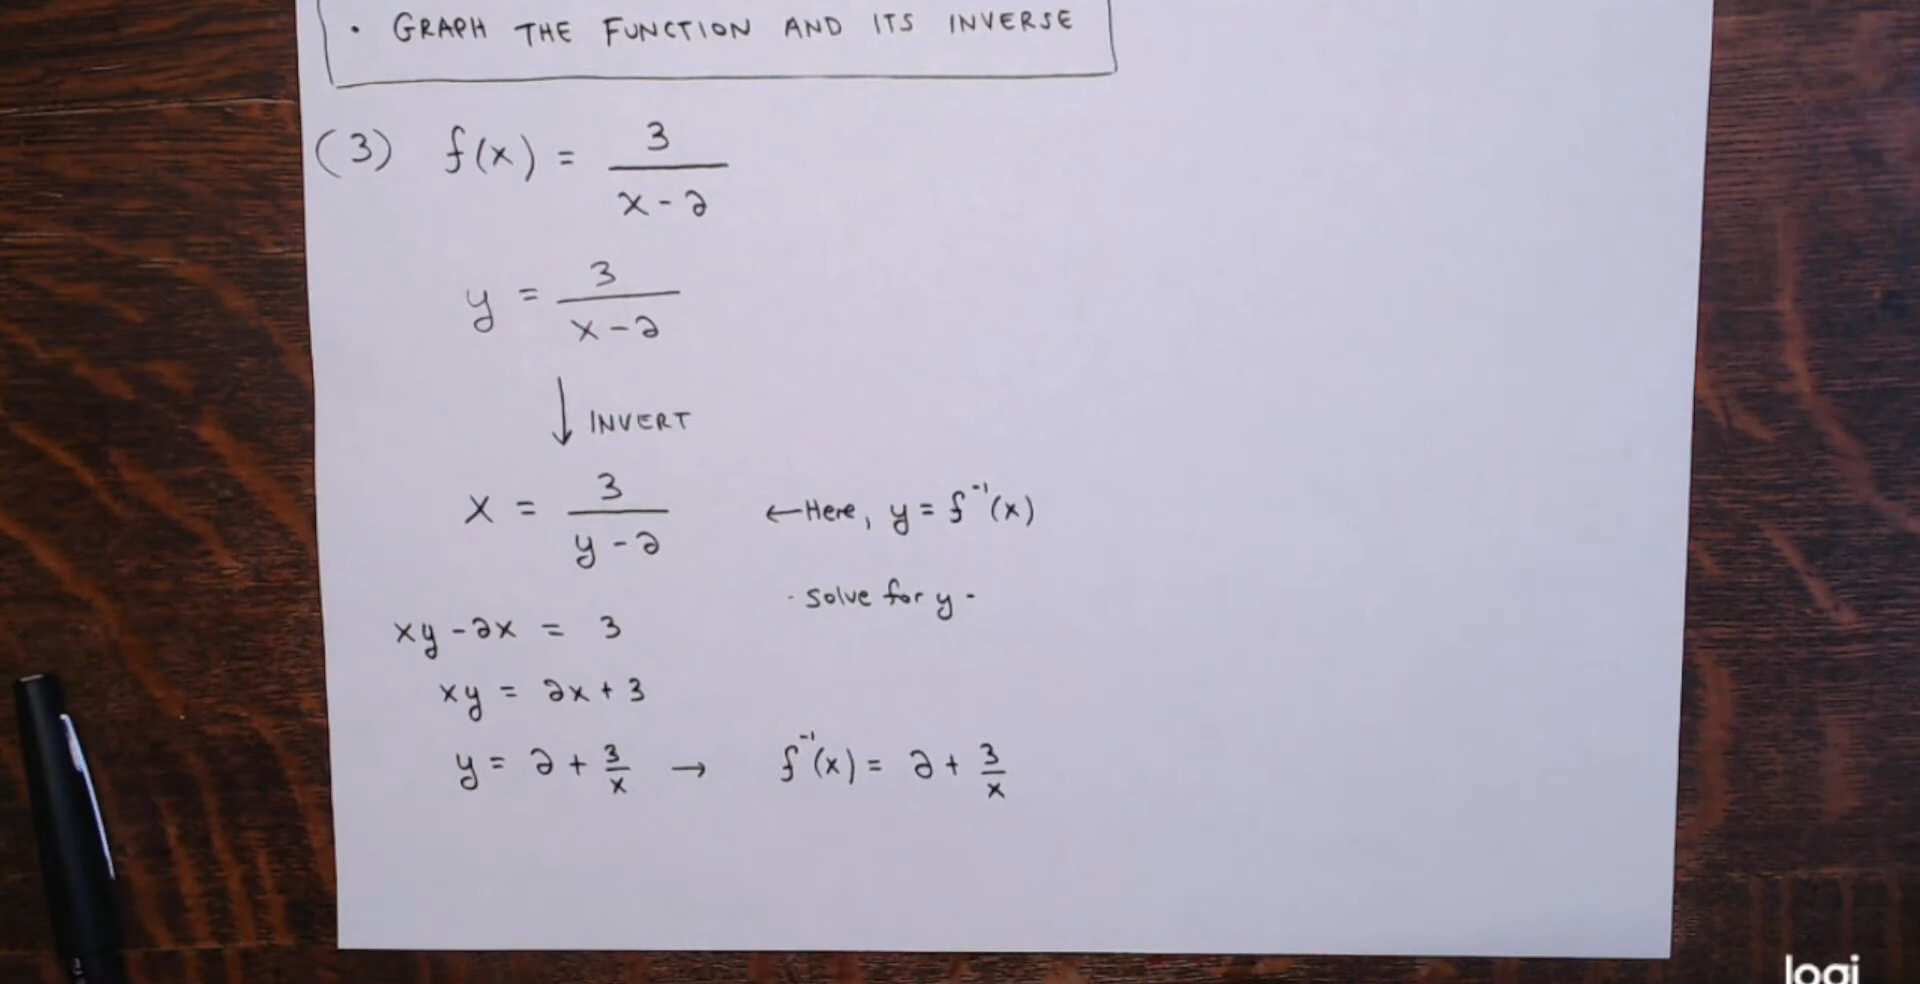 · GRAPH THE FUNCTION AND ITS INVERSE
(3) f(x) = 3/(x-2)
y = 3/(x-2)
↓ INVERT
x = 3/(y-2) ← Here, y = f⁻¹(x)
- solve for y -
xy - 2x = 3
xy = 2x + 3
y = 2 + 3/x → f⁻¹(x) = 2 + 3/x
logi